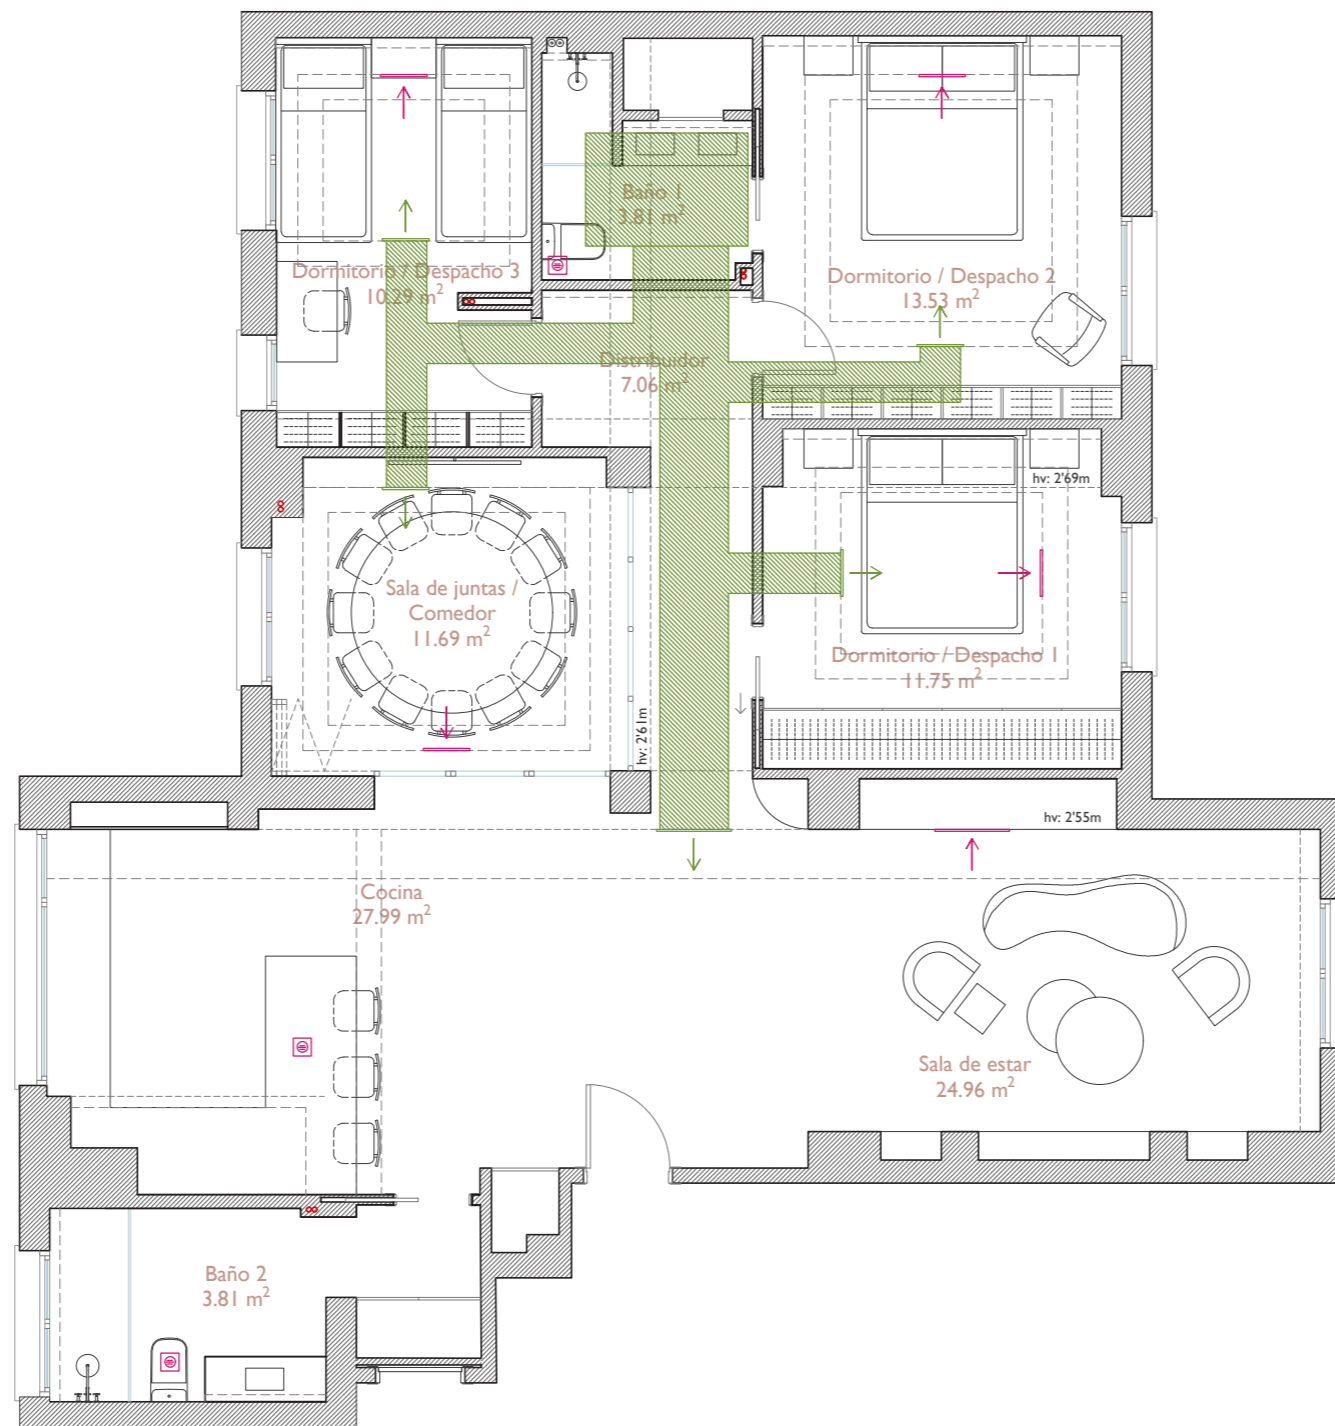 Baño 1
3.81 m²
Dormitorio / Despacho 3
10.29 m²
Dormitorio / Despacho 2
13.53 m²
Distribuidor
7.06 m²
hv: 2'69m
Sala de juntas /
Comedor
11.69 m²
Dormitorio / Despacho 1
11.75 m²
hv: 2'61m
hv: 2'55m
Cocina
27.99 m²
Sala de estar
24.96 m²
Baño 2
3.81 m²